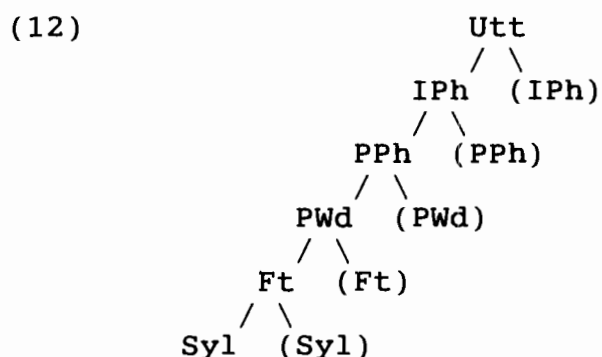 (12) Utt
IPh (IPh)
PPh (PPh)
PWd (PWd)
Ft (Ft)
Syl (Syl)